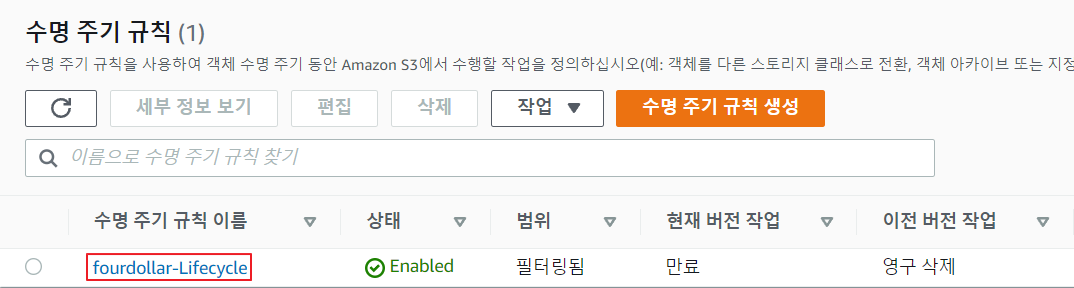 수명 주기 규칙 (1)
수명 주기 규칙을 사용하여 객체 수명 주기 동안 Amazon S3에서 수행할 작업을 정의하십시오(예: 객체를 다른 스토리지 클래스로 전환, 객체 아카이브 또는 지정
세부 정보 보기 편집 삭제 작업 수명 주기 규칙 생성
이름으로 수명 주기 규칙 찾기
수명 주기 규칙 이름 상태 범위 현재 버전 작업 이전 버전 작업
fourdollar-Lifecycle Enabled 필터링됨 만료 영구 삭제